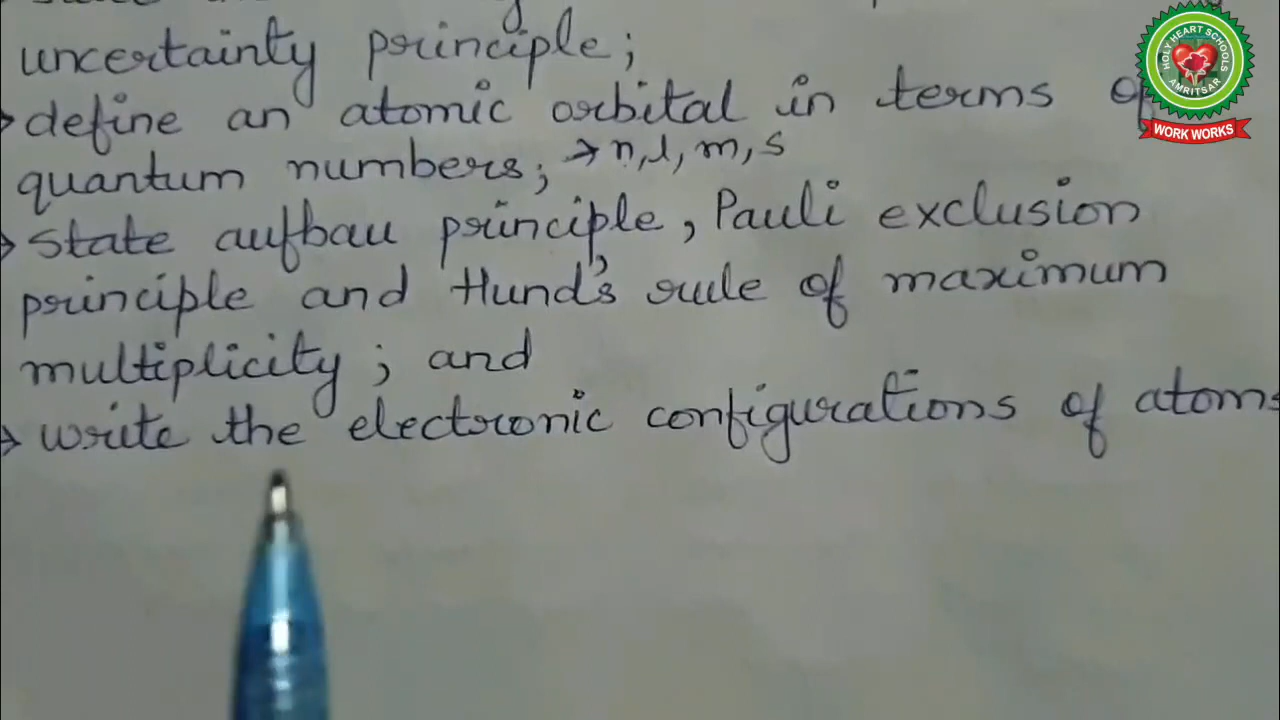 uncertainty principle;
define an atomic orbital in terms of
quantum numbers; → n, l, m, s
State aufbau principle, Pauli exclusion
principle and Hund's rule of maximum
multiplicity; and
write the electronic configurations of atoms
HOLY HEART SCHOOLS
AMRITSAR
WORK WORKS